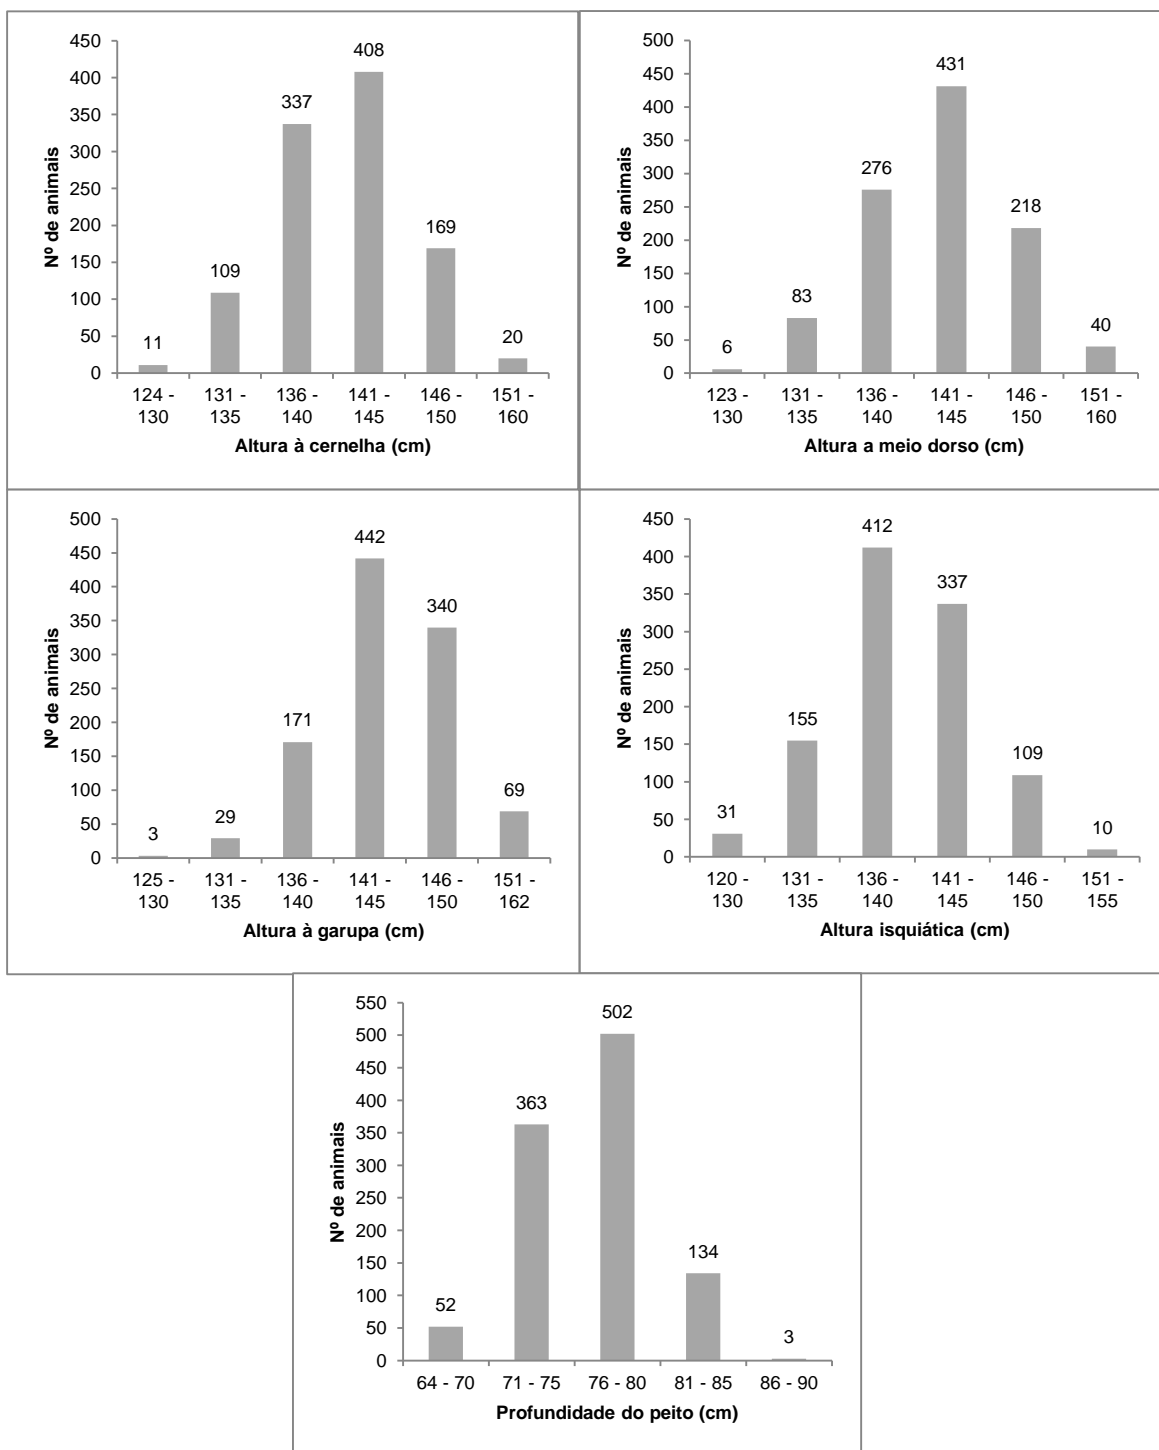 450
400
350
300
250
200
150
100
50
0
Nº de animais
11
109
337
408
169
20
124 - 130
131 - 135
136 - 140
141 - 145
146 - 150
151 - 160
Altura à cernelha (cm)
500
450
400
350
300
250
200
150
100
50
0
Nº de animais
6
83
276
431
218
40
123 - 130
131 - 135
136 - 140
141 - 145
146 - 150
151 - 160
Altura a meio dorso (cm)
500
450
400
350
300
250
200
150
100
50
0
Nº de animais
3
29
171
442
340
69
125 - 130
131 - 135
136 - 140
141 - 145
146 - 150
151 - 162
Altura à garupa (cm)
450
400
350
300
250
200
150
100
50
0
Nº de animais
31
155
412
337
109
10
120 - 130
131 - 135
136 - 140
141 - 145
146 - 150
151 - 155
Altura isquiática (cm)
550
500
450
400
350
300
250
200
150
100
50
0
Nº de animais
52
363
502
134
3
64 - 70
71 - 75
76 - 80
81 - 85
86 - 90
Profundidade do peito (cm)